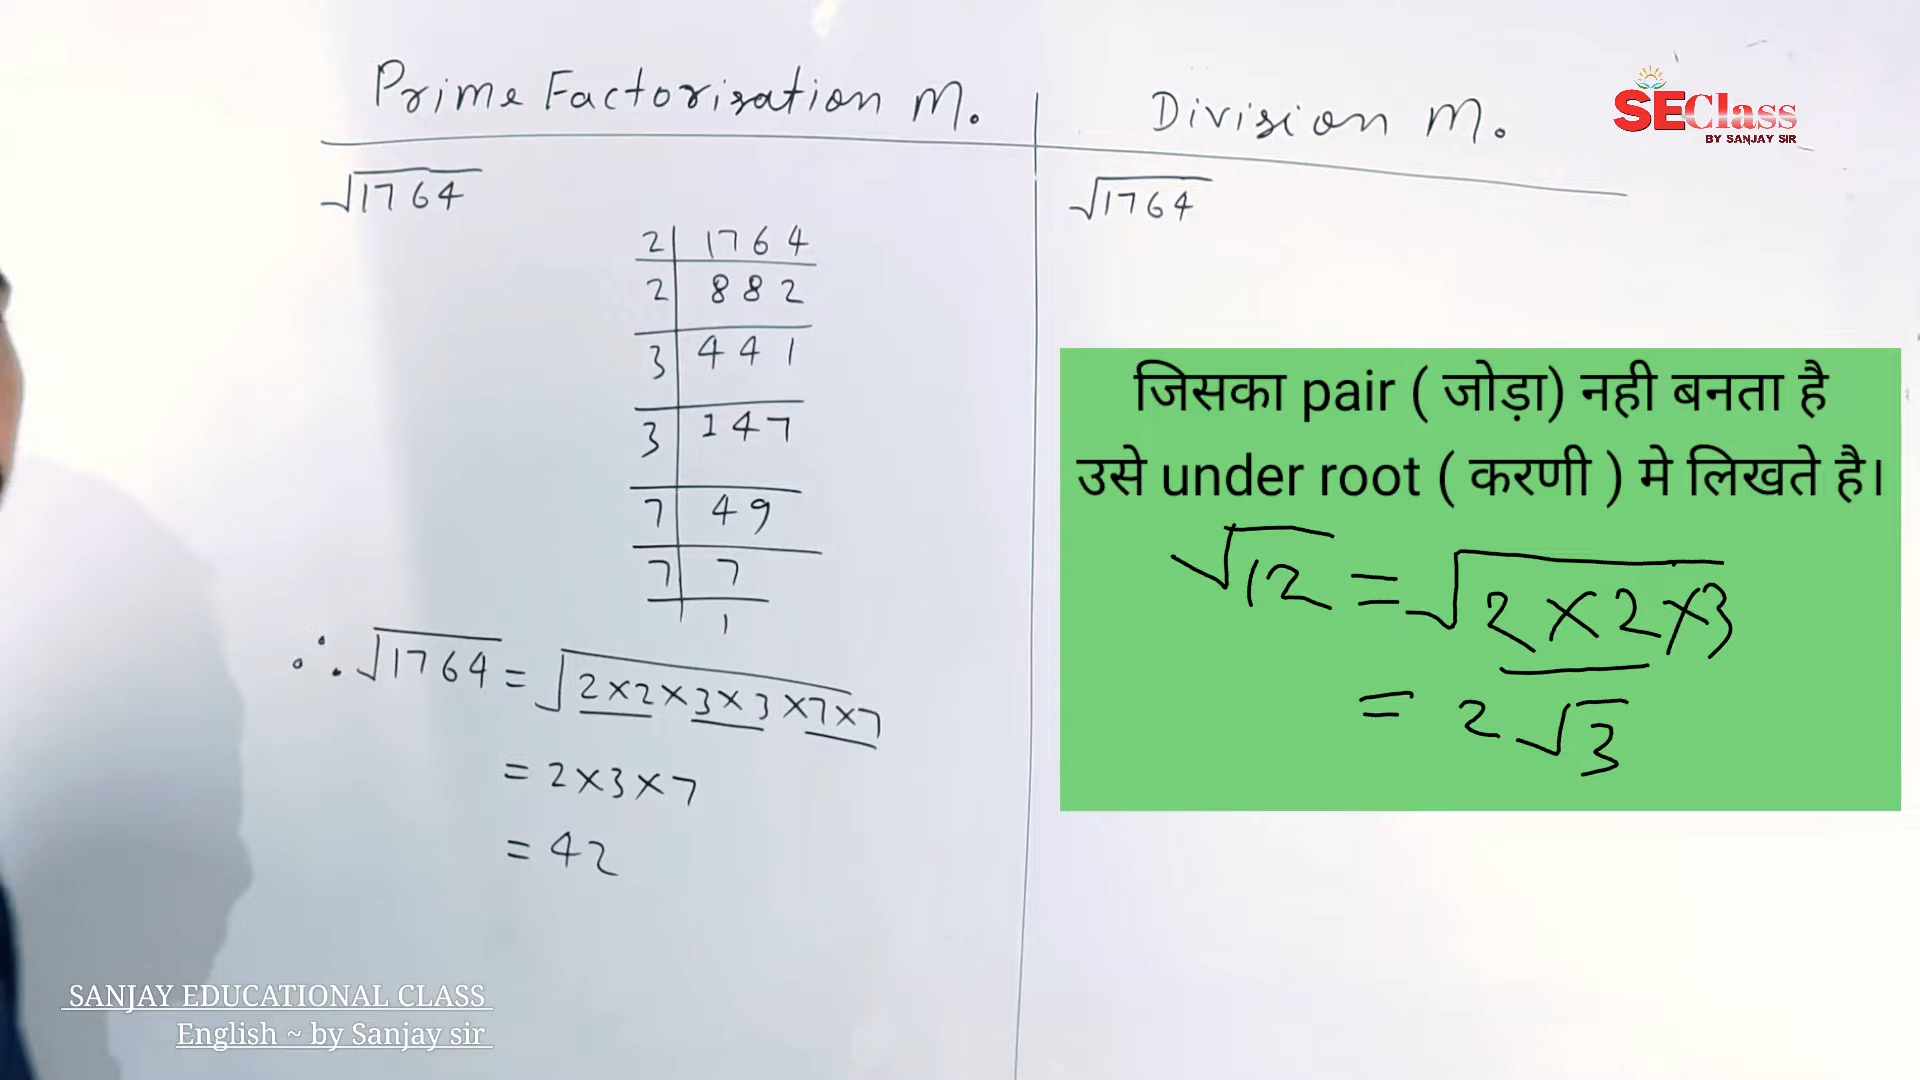 Prime Factorization M.
Division M.
SEClass
BY SANJAY SIR
√1764
2 | 1764
2 | 882
3 | 441
3 | 147
7 | 49
7 | 7
1
∴ √1764 = √2×2×3×3×7×7
= 2×3×7
= 42
√1764
जिसका pair ( जोड़ा) नही बनता है
उसे under root ( करणी ) मे लिखते है।
√12 = √2×2×3
= 2√3
SANJAY EDUCATIONAL CLASS
English ~ by Sanjay sir